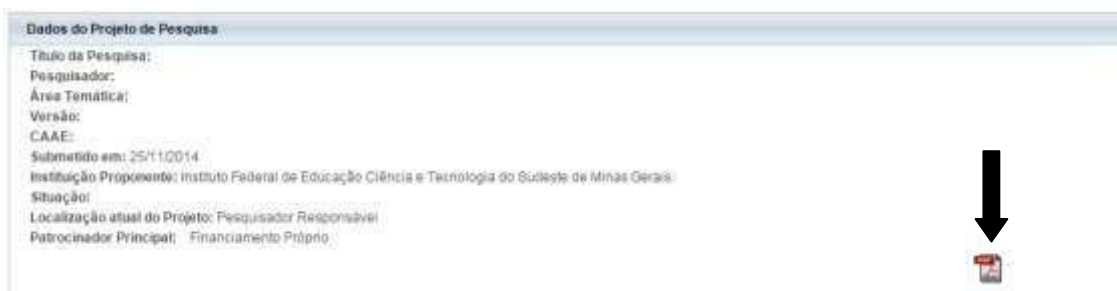 Dados do Projeto de Pesquisa
Título da Pesquisa:
Pesquisador:
Área Temática:
Versão:
CAAE:
Submetido em: 25/11/2014
Instituição Proponente: Instituto Federal de Educação Ciência e Tecnologia do Sudeste de Minas Gerais
Situação:
Localização atual do Projeto: Pesquisador Responsável
Patrocinador Principal: Financiamento Próprio